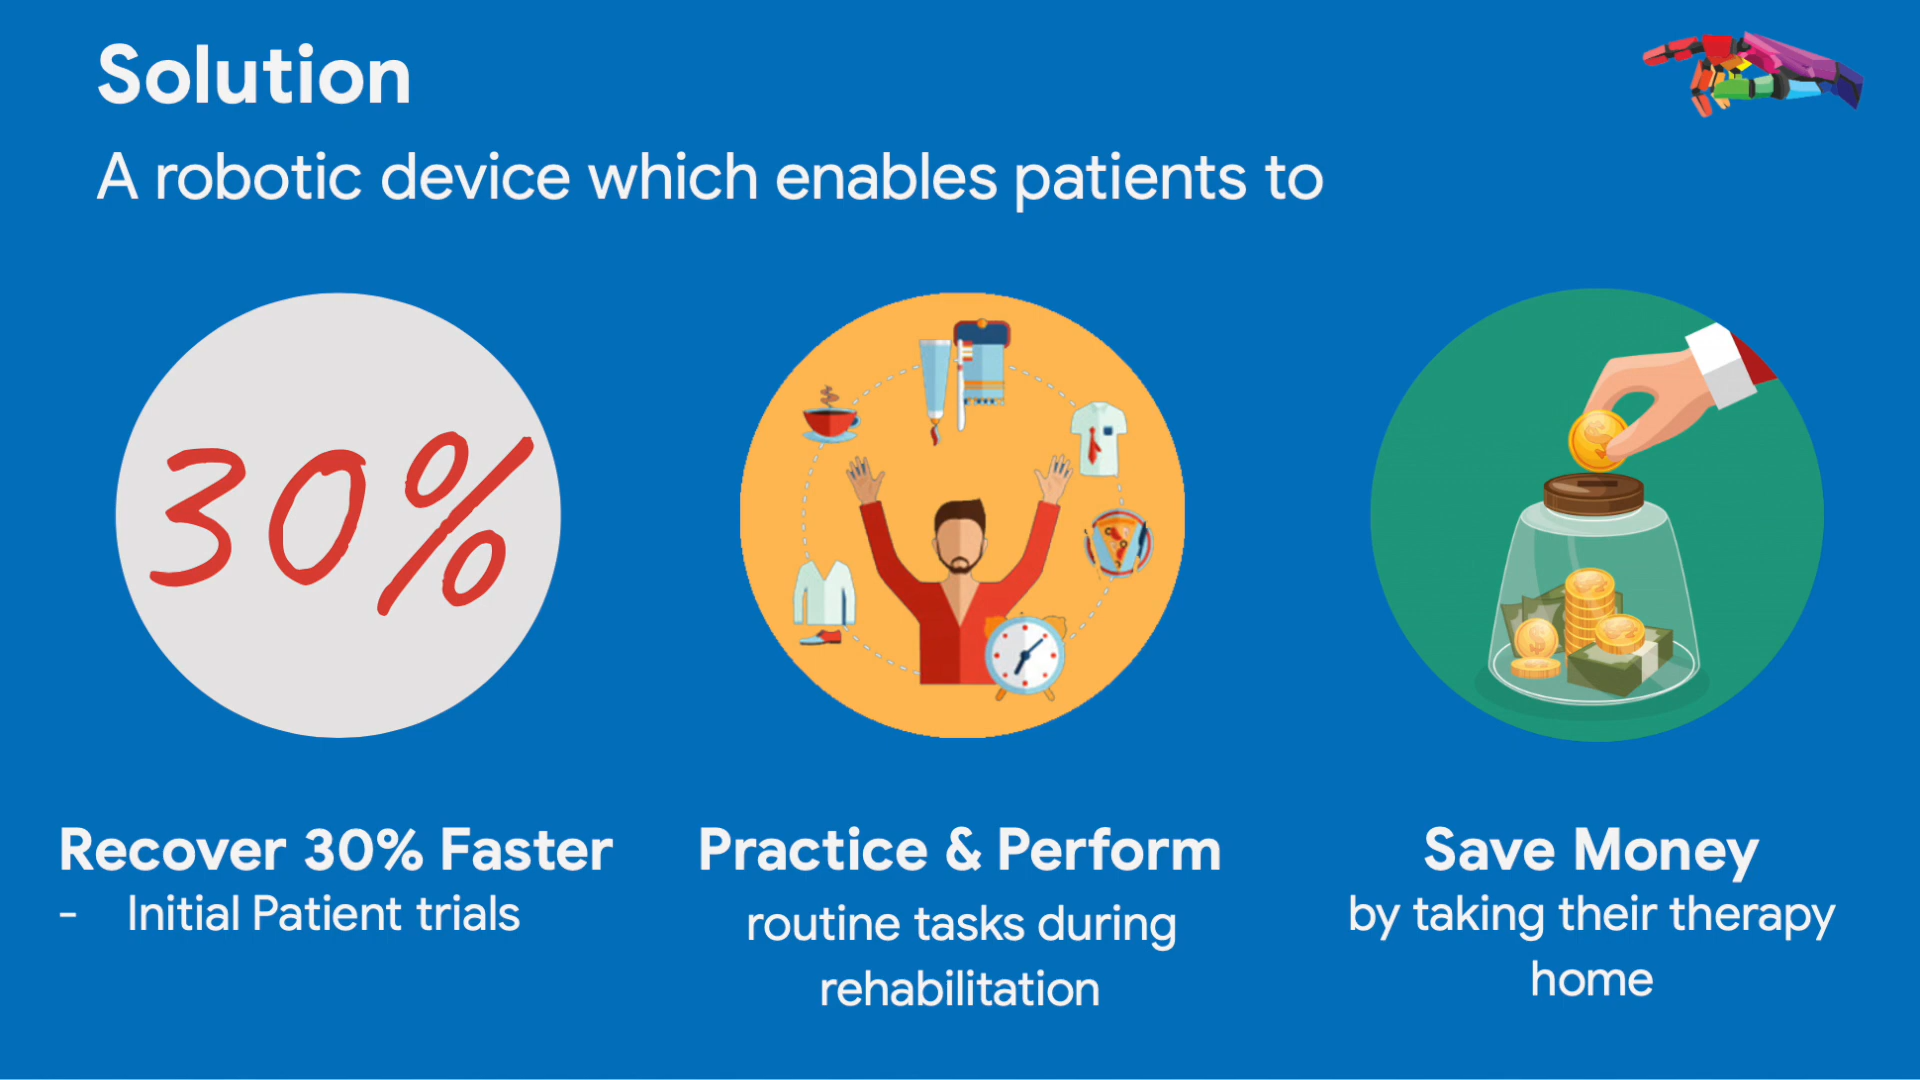 Solution
A robotic device which enables patients to
30%
Recover 30% Faster
- Initial Patient trials
Practice & Perform
routine tasks during
rehabilitation
Save Money
by taking their therapy
home